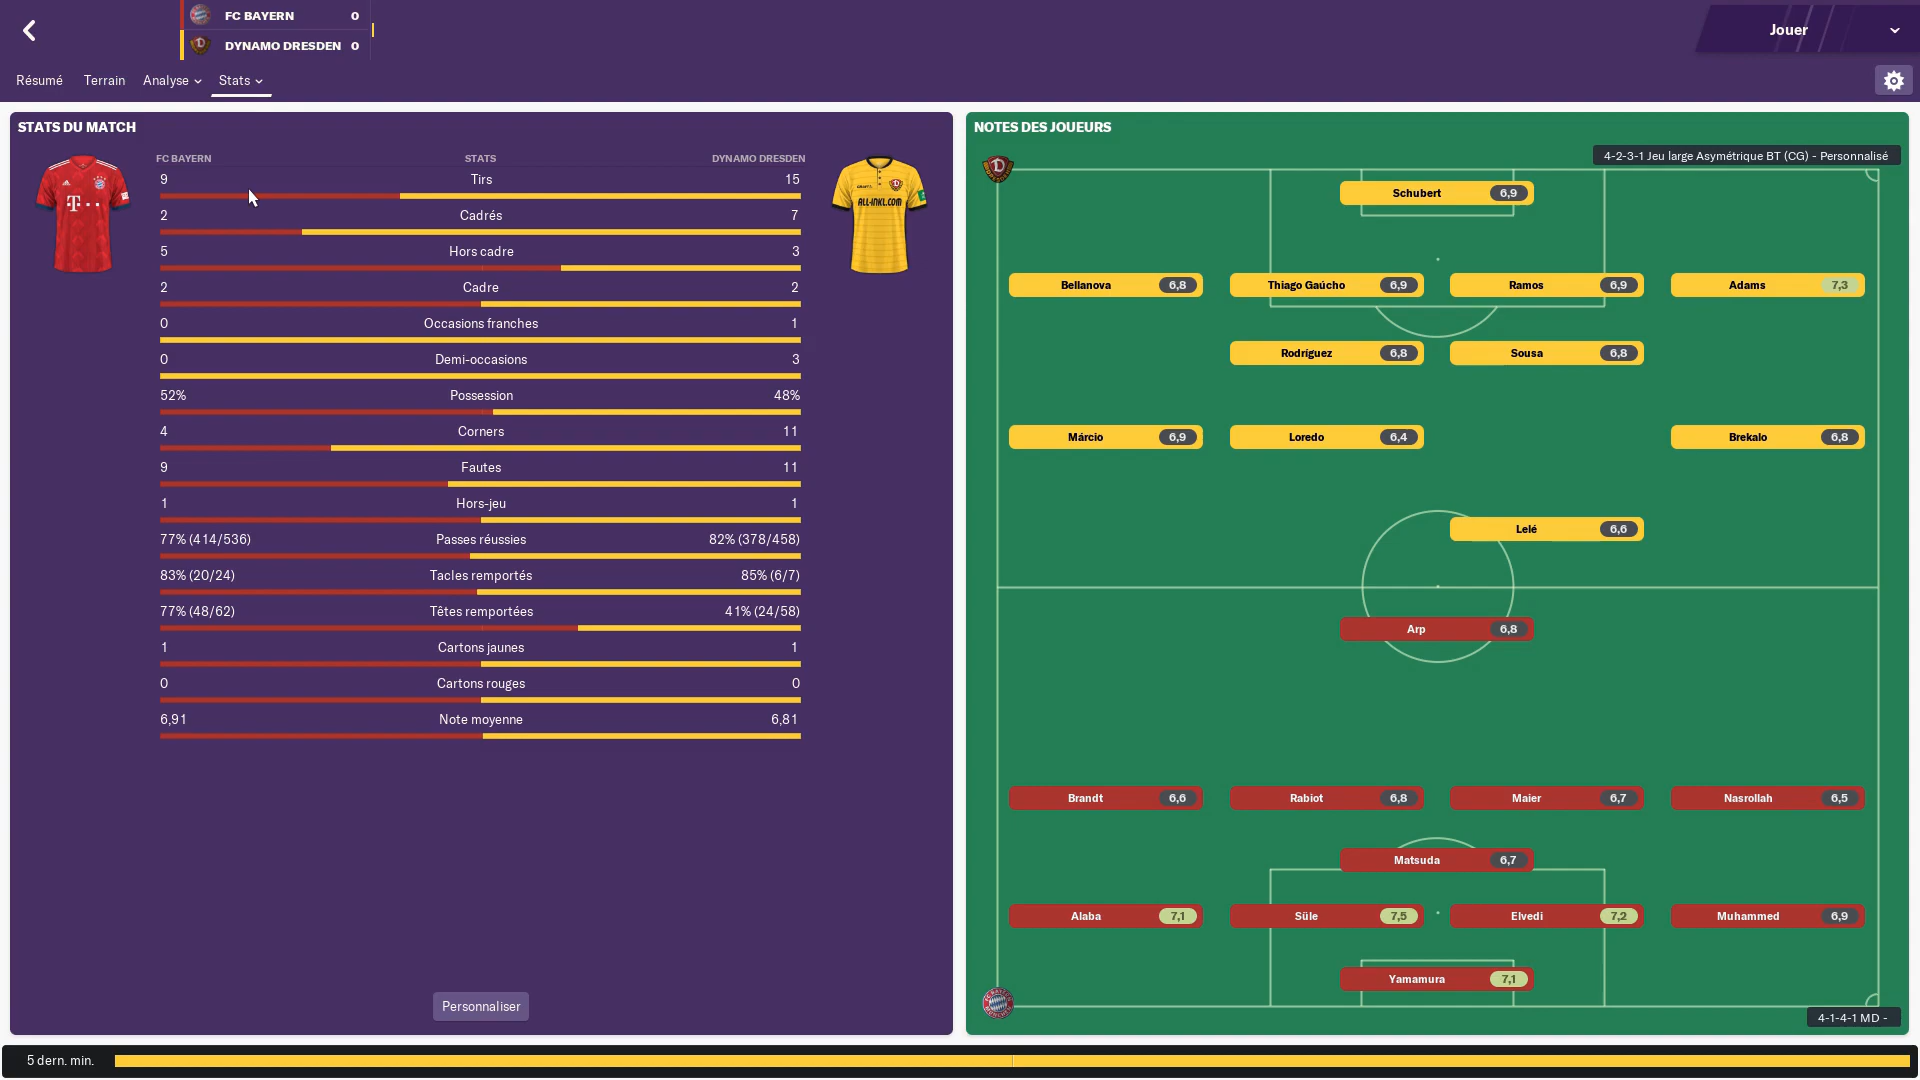 FC BAYERN 0
DYNAMO DRESDEN 0
Jouer
Résumé Terrain Analyse Stats
STATS DU MATCH
FC BAYERN STATS DYNAMO DRESDEN
9 Tirs 15
2 Cadrés 7
5 Hors cadre 3
2 Cadre 2
0 Occasions franches 1
0 Demi-occasions 3
52% Possession 48%
4 Corners 11
9 Fautes 11
1 Hors-jeu 1
77% (414/536) Passes réussies 82% (378/458)
83% (20/24) Tacles remportés 85% (6/7)
77% (48/62) Têtes remportées 41% (24/58)
1 Cartons jaunes 1
0 Cartons rouges 0
6,91 Note moyenne 6,81
T
ALL-INKL.COM
Personnaliser
NOTES DES JOUEURS
4-2-3-1 Jeu large Asymétrique BT (CG) - Personnalisé
D
Schubert 6,9
Bellanova 6,8 Thiago Gaúcho 6,9 Ramos 6,9 Adams 7,3
Rodríguez 6,8 Sousa 6,8
Márcio 6,9 Loredo 6,4 Brekalo 6,8
Lelé 6,6
Arp 6,8
Brandt 6,6 Rabiot 6,8 Maier 6,7 Nasrollah 6,5
Matsuda 6,7
Alaba 7,1 Süle 7,5 Elvedi 7,2 Muhammed 6,9
Yamamura 7,1
4-1-4-1 MD -
5 dern. min.